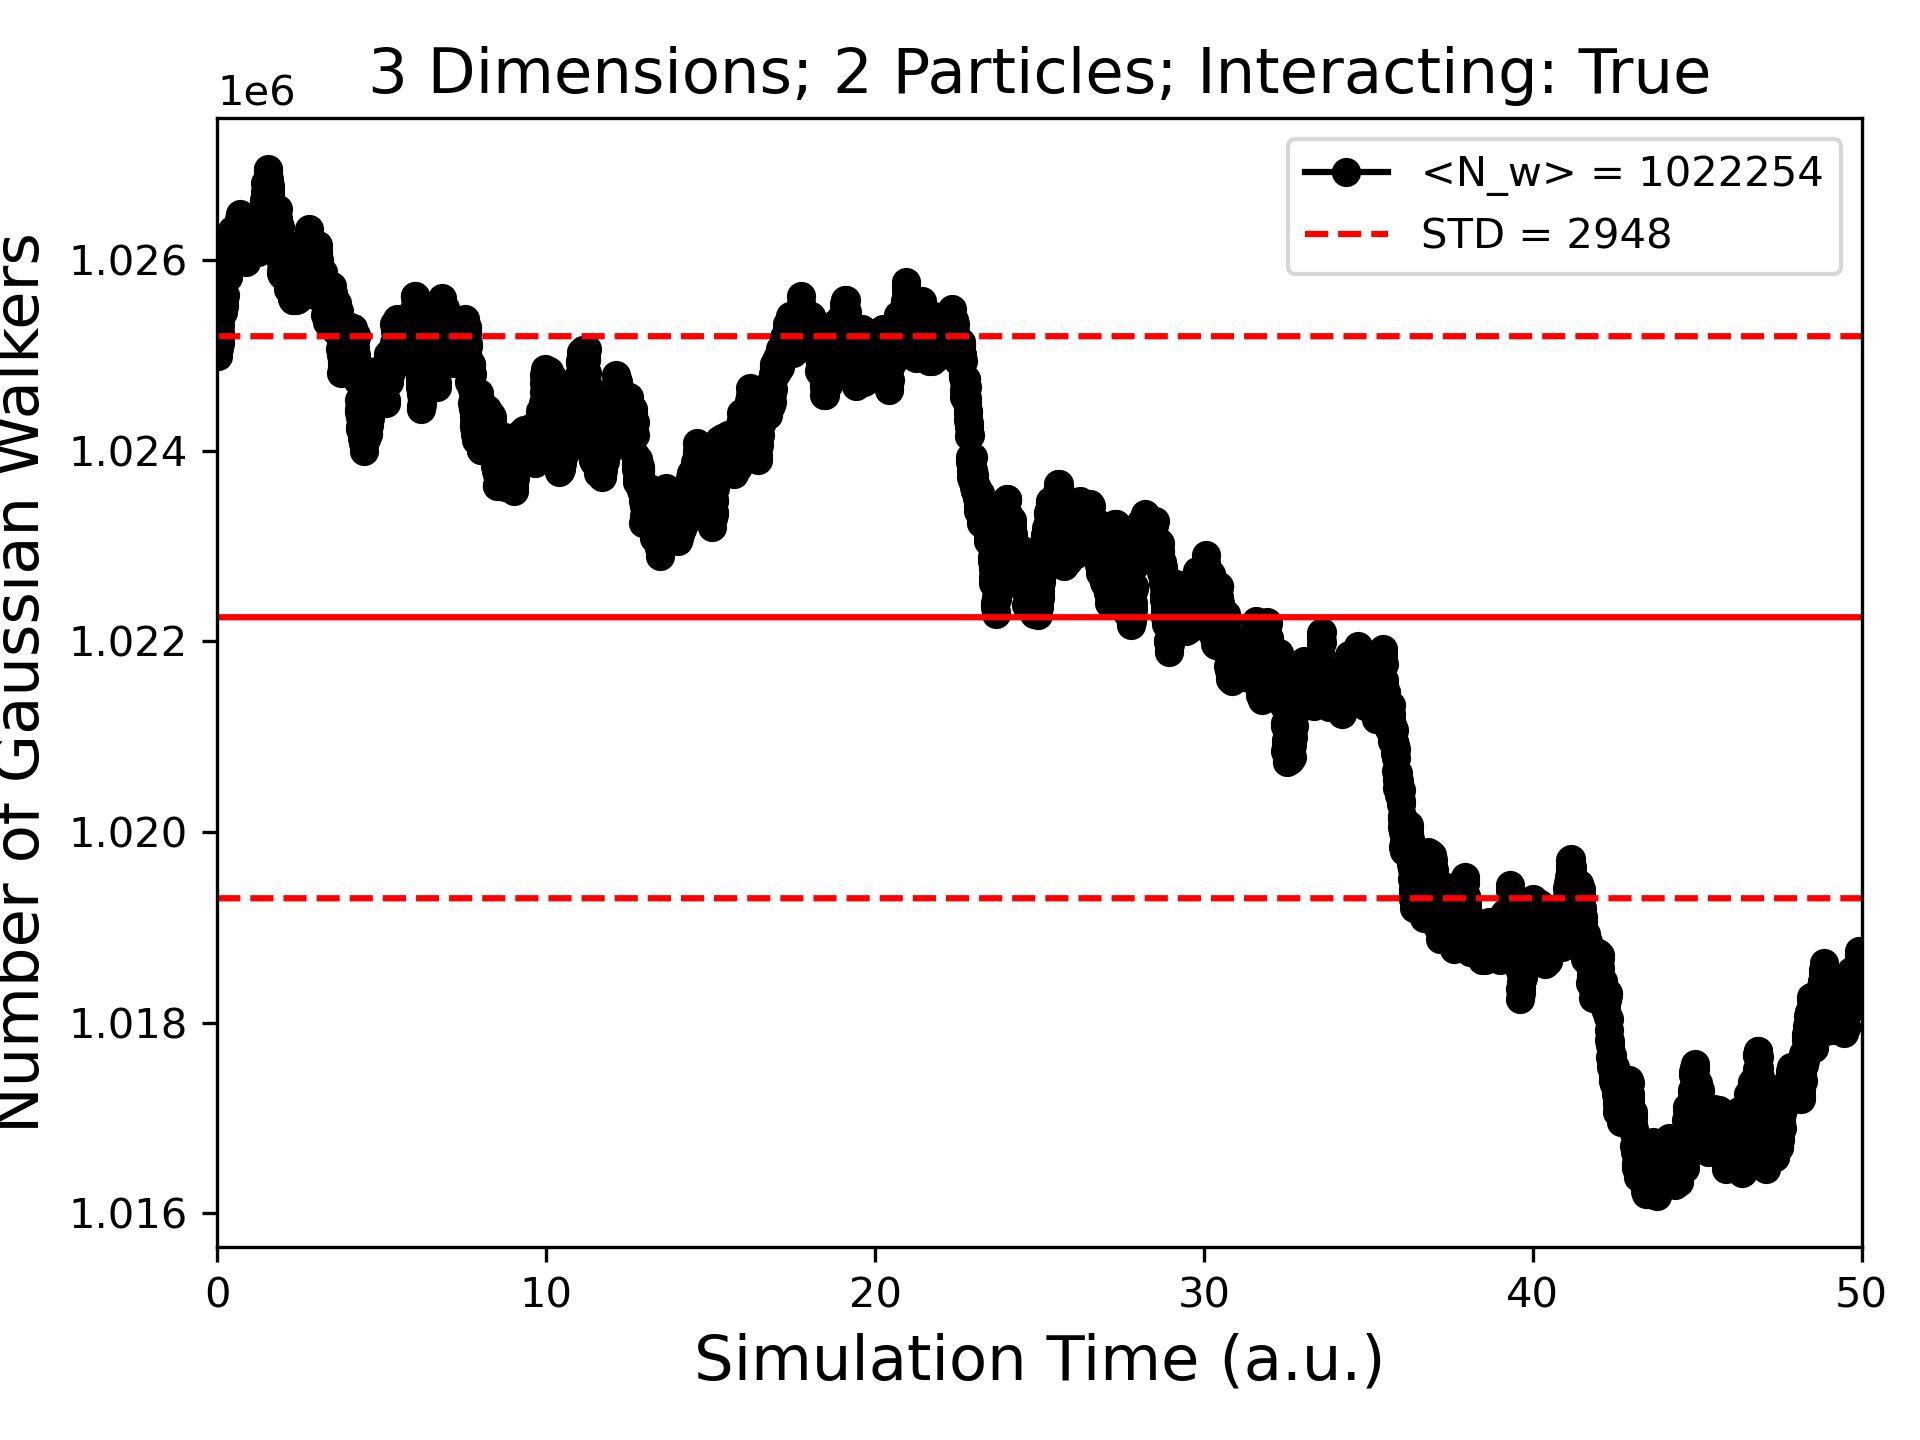 3 Dimensions; 2 Particles; Interacting: True
1e6
<N_w> = 1022254
STD = 2948
Number of Gaussian Walkers
1.026
1.024
1.022
1.020
1.018
1.016
0 10 20 30 40 50
Simulation Time (a.u.)